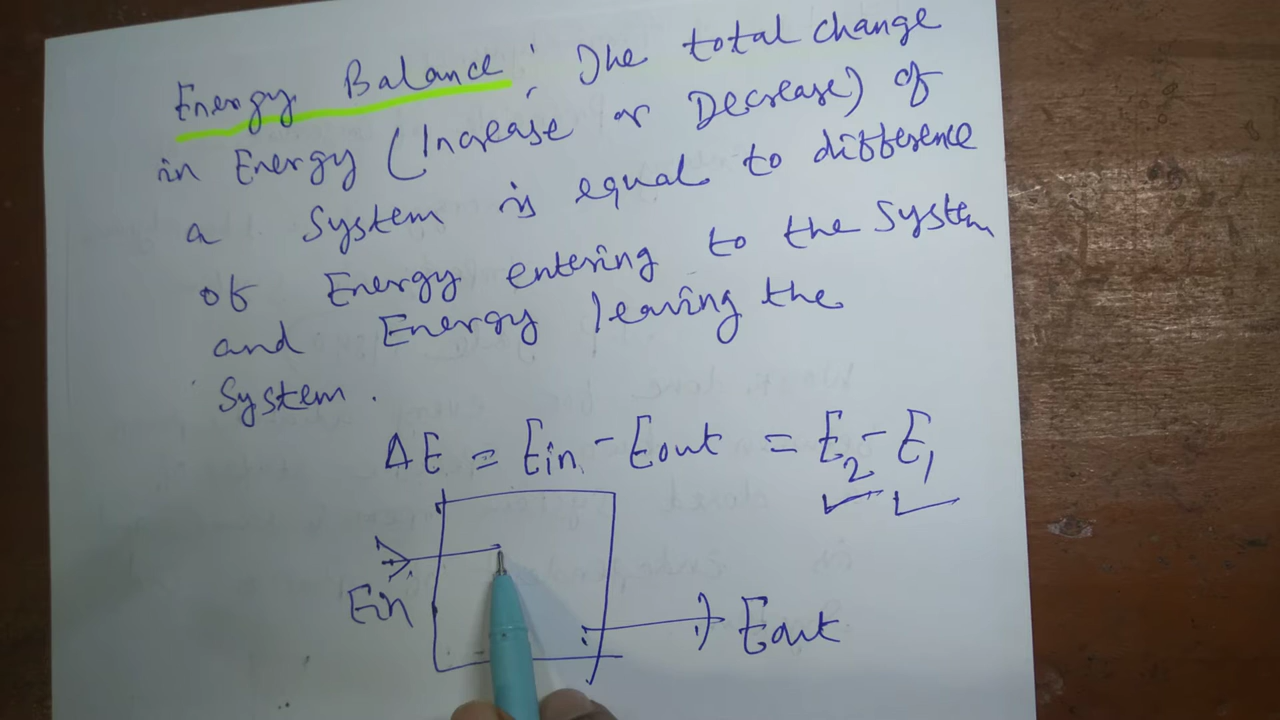 Energy Balance : The total change
in Energy (Increase or Decrease) of
a System is equal to difference
of Energy entering to the System
and Energy leaving the
System.
ΔE = Ein - Eout = E2 - E1
Ein
Eout